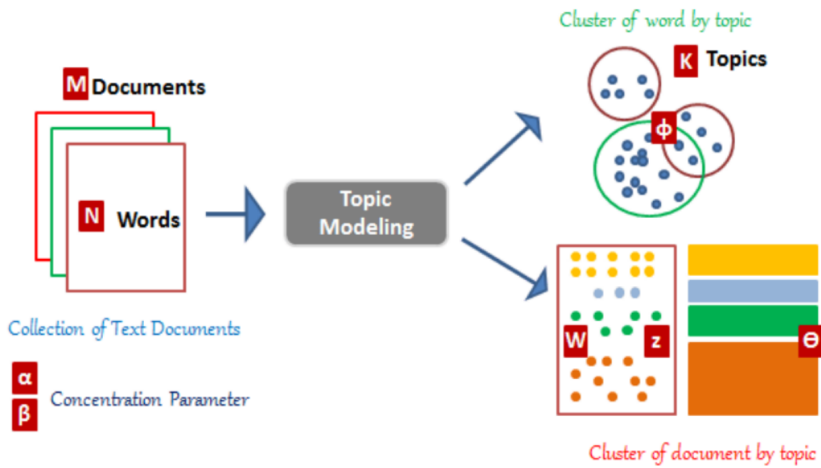 Cluster of word by topic
K Topics
M Documents
ϕ
N Words
Topic
Modeling
W z Θ
Collection of Text Documents
α
β
Concentration Parameter
Cluster of document by topic